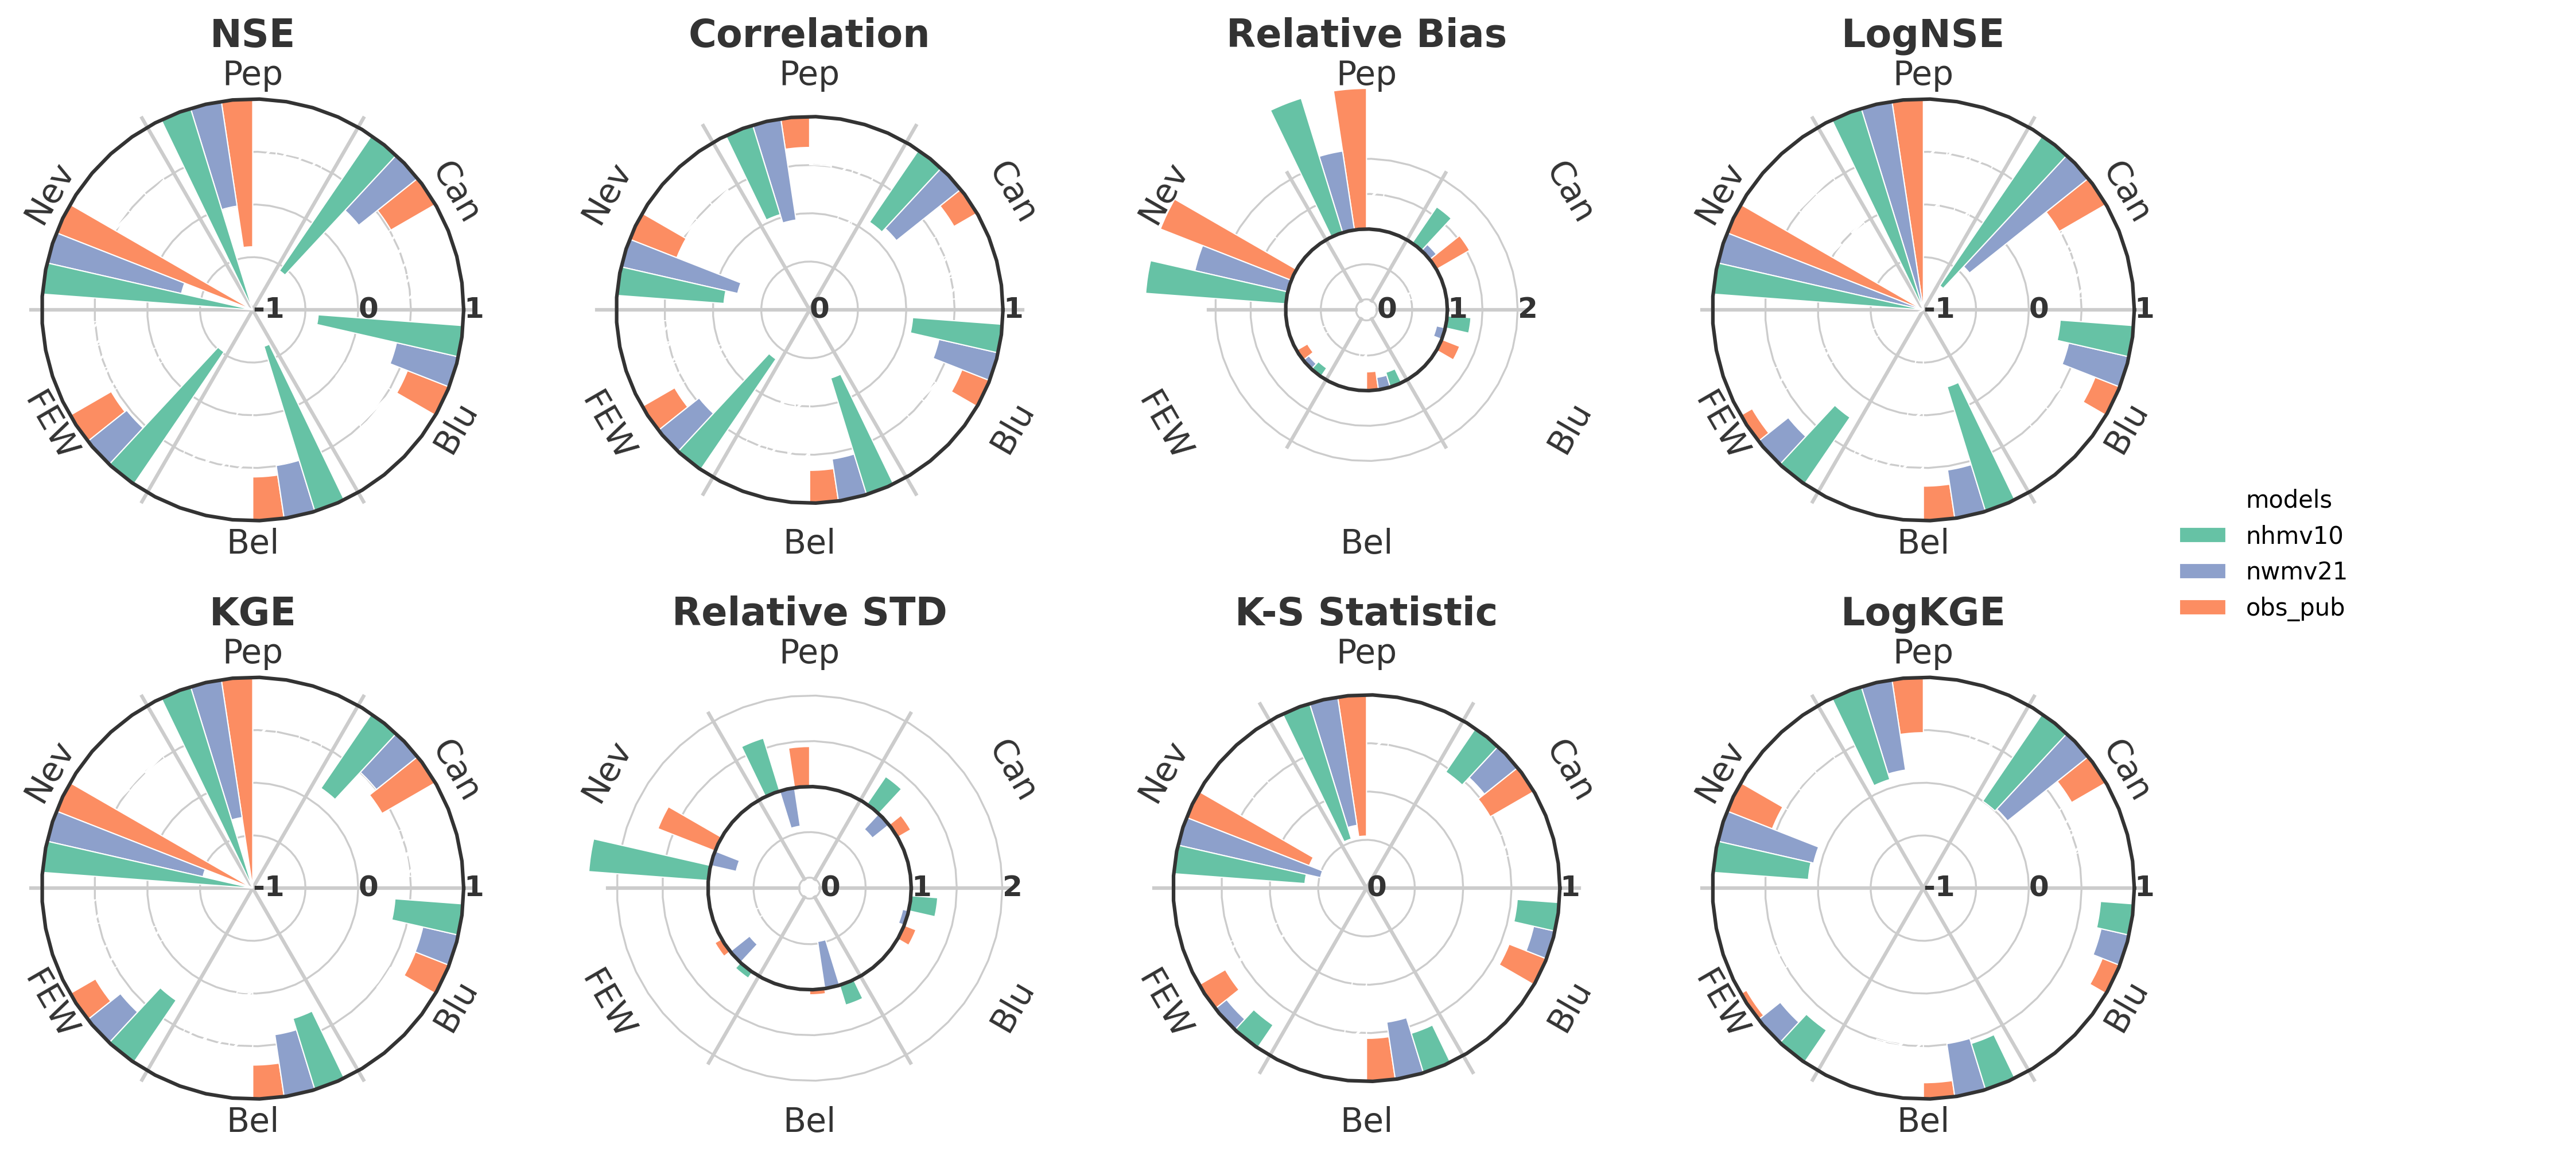 NSE
Pep
Can
Blu
Bel
FEW
Nev
-1
0
1
Correlation
Pep
Can
Blu
Bel
FEW
Nev
0
1
Relative Bias
Pep
Can
Blu
Bel
FEW
Nev
0
1
2
LogNSE
Pep
Can
Blu
Bel
FEW
Nev
-1
0
1
models
nhmv10
nwmv21
obs_pub
KGE
Pep
Can
Blu
Bel
FEW
Nev
-1
0
1
Relative STD
Pep
Can
Blu
Bel
FEW
Nev
0
1
2
K-S Statistic
Pep
Can
Blu
Bel
FEW
Nev
0
1
LogKGE
Pep
Can
Blu
Bel
FEW
Nev
-1
0
1